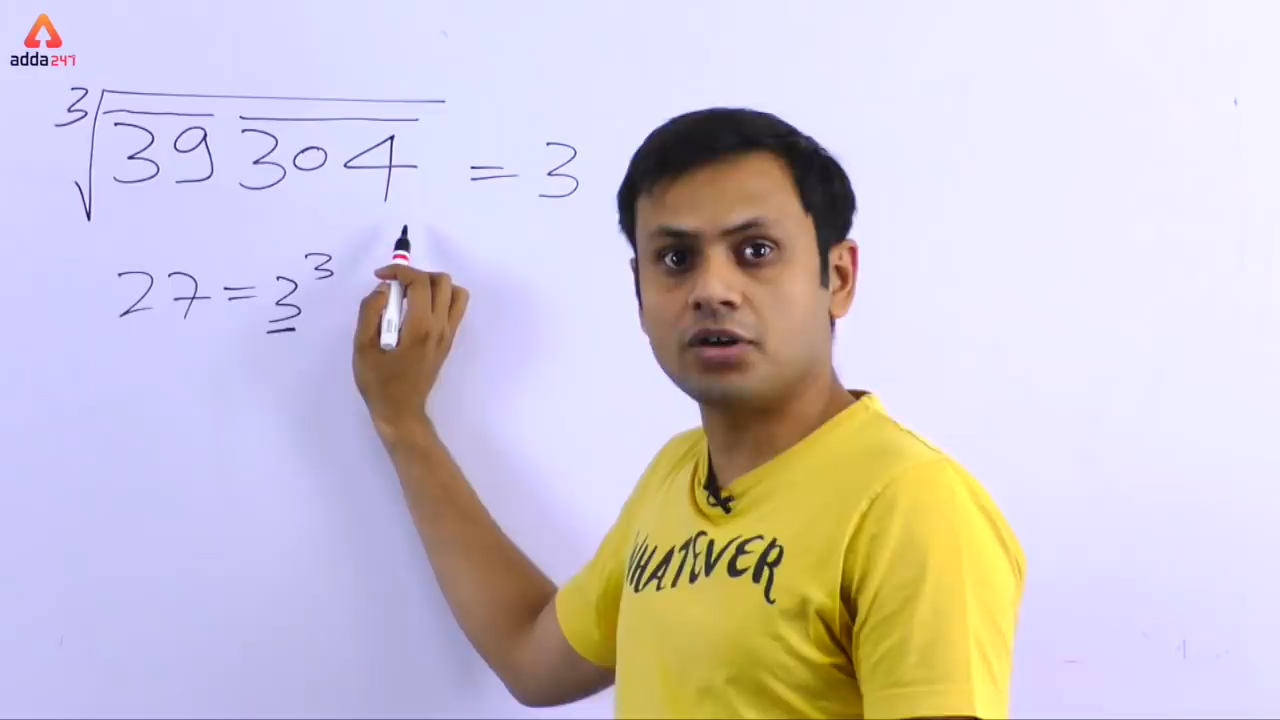 adda247
∛39304 = 3
27 = 3³
WHATEVER